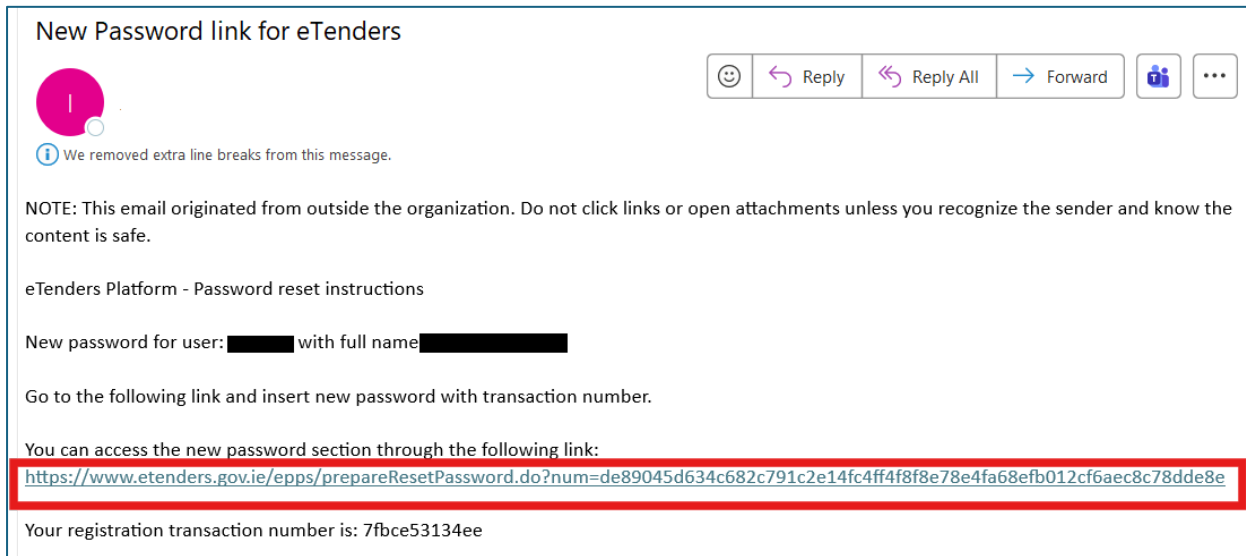 New Password link for eTenders
Reply
Reply All
Forward
I
We removed extra line breaks from this message.
NOTE: This email originated from outside the organization. Do not click links or open attachments unless you recognize the sender and know the
content is safe.
eTenders Platform - Password reset instructions
New password for user: with full name
Go to the following link and insert new password with transaction number.
You can access the new password section through the following link:
https://www.etenders.gov.ie/epps/prepareResetPassword.do?num=de89045d634c682c791c2e14fc4ff4f8f8e78e4fa68efb012cf6aec8c78dde8e
Your registration transaction number is: 7fbce53134ee